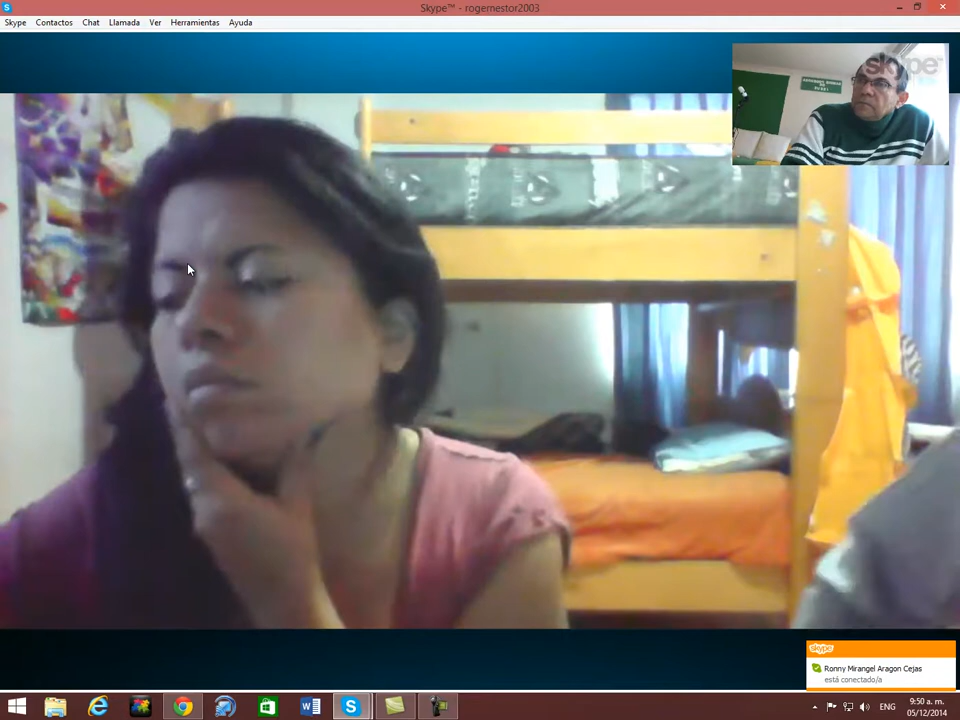 Skype™ - rogernestor2003
Skype Contactos Chat Llamada Ver Herramientas Ayuda
skype™
skype
Ronny Mirangel Aragon Cejas
está conectado/a
ENG
9:50 a. m.
05/12/2014